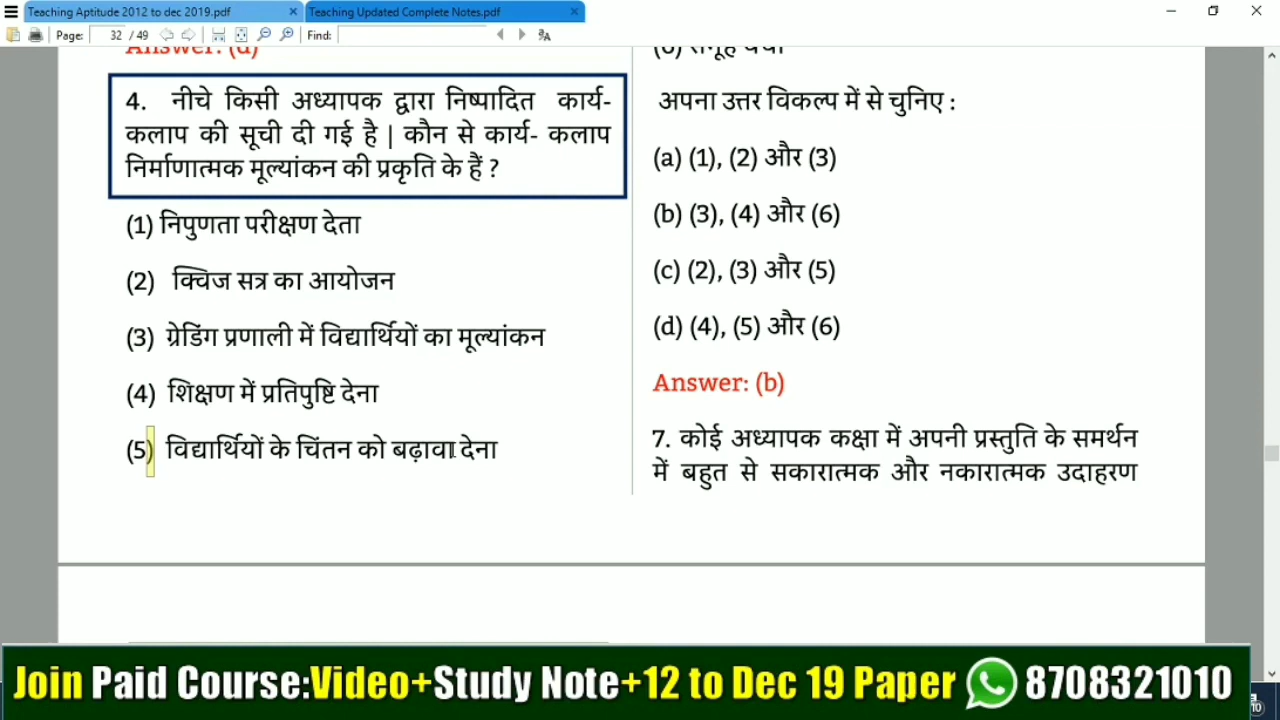 Teaching Aptitude 2012 to dec 2019.pdf
Teaching Updated Complete Notes.pdf
Page: 32 / 49 Find:
Answer: (d)
4. नीचे किसी अध्यापक द्वारा निष्पादित कार्य-
कलाप की सूची दी गई है | कौन से कार्य- कलाप
निर्माणात्मक मूल्यांकन की प्रकृति के हैं ?
(1) निपुणता परीक्षण देता
(2) क्विज सत्र का आयोजन
(3) ग्रेडिंग प्रणाली में विद्यार्थियों का मूल्यांकन
(4) शिक्षण में प्रतिपुष्टि देना
(5) विद्यार्थियों के चिंतन को बढ़ावा देना
अपना उत्तर विकल्प में से चुनिए :
(a) (1), (2) और (3)
(b) (3), (4) और (6)
(c) (2), (3) और (5)
(d) (4), (5) और (6)
Answer: (b)
7. कोई अध्यापक कक्षा में अपनी प्रस्तुति के समर्थन
में बहुत से सकारात्मक और नकारात्मक उदाहरण
Join Paid Course:Video+Study Note+12 to Dec 19 Paper 8708321010